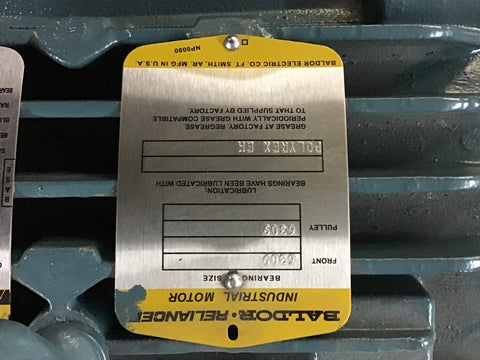 BALDOR • RELIANCE
INDUSTRIAL MOTOR
BEARING SIZE
FRONT
PULLEY 6309
LUBRICATION:
BEARINGS HAVE BEEN LUBRICATED WITH
POLYREX EM
GREASE AT FACTORY. REGREASE
PERIODICALLY WITH GREASE COMPATIBLE
TO THAT SUPPLIED BY FACTORY.
BALDOR ELECTRIC CO. FT. SMITH, AR. MFG IN U.S.A.
NP0090